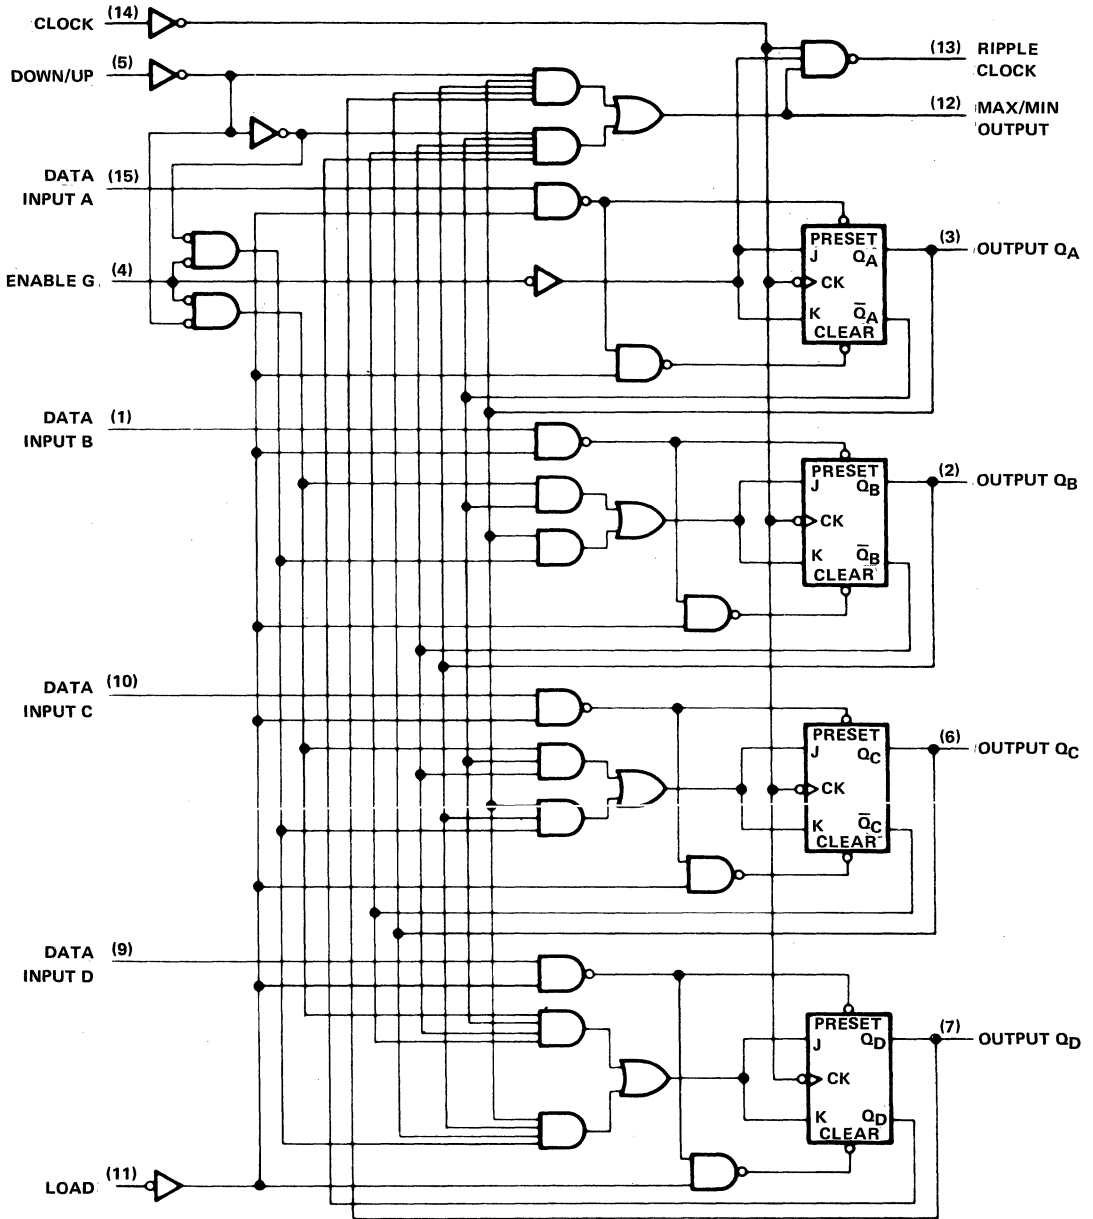 CLOCK (14)
DOWN/UP (5)
(13) RIPPLE
CLOCK
(12) MAX/MIN
OUTPUT
DATA (15)
INPUT A
PRESET
J QA
CK
K Q̅A
CLEAR
(3) OUTPUT QA
ENABLE G (4)
DATA (1)
INPUT B
PRESET
J QB
CK
K Q̅B
CLEAR
(2) OUTPUT QB
DATA (10)
INPUT C
PRESET
J QC
CK
K Q̅C
CLEAR
(6) OUTPUT QC
DATA (9)
INPUT D
PRESET
J QD
CK
K QD
CLEAR
(7) OUTPUT QD
LOAD (11)